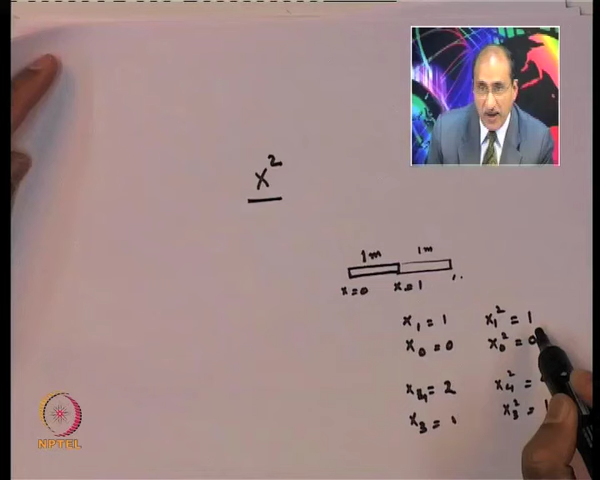 x²
1m 1m
x=0 x=1
x₁ = 1 x₁² = 1
x₀ = 0 x₀² = 0
x₄ = 2 x₄² =
x₃ = 1 x₃² = 1
NPTEL